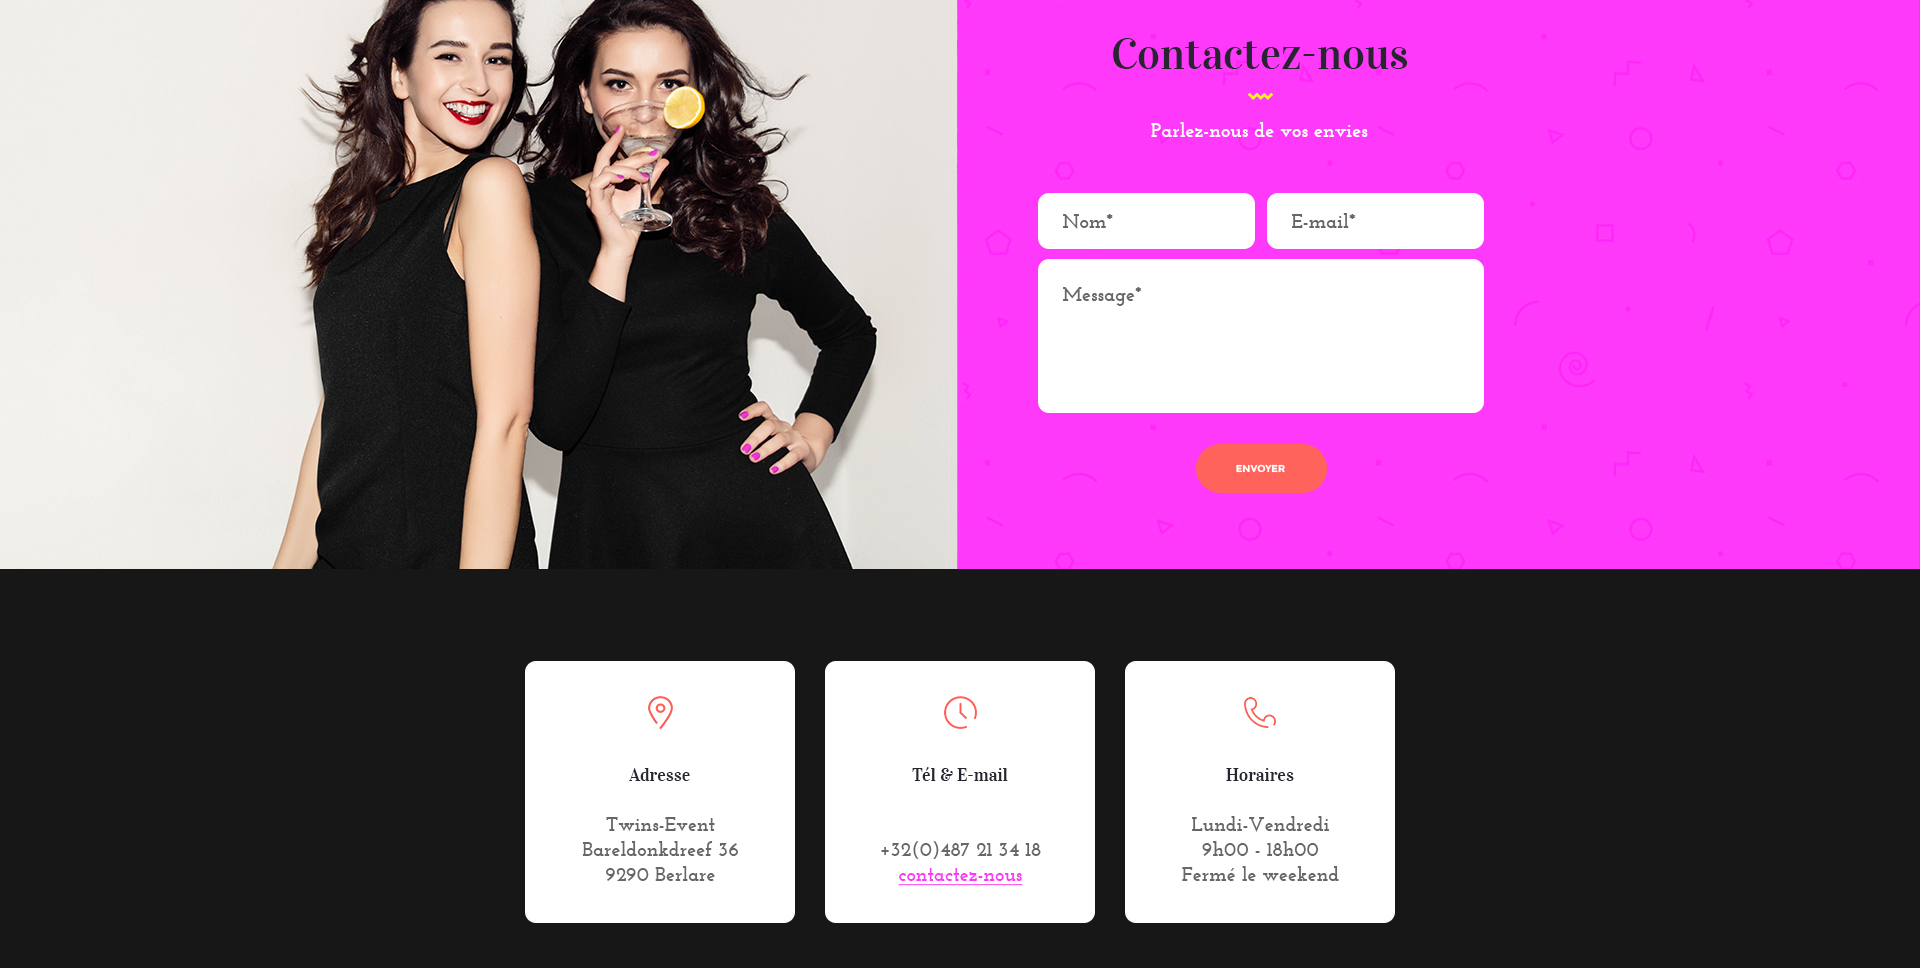 Contactez-nous
Parlez-nous de vos envies
Nom*
E-mail*
Message*
ENVOYER
Adresse
Twins-Event
Bareldonkdreef 36
9290 Berlare
Tél & E-mail
+32(0)487 21 34 18
contactez-nous
Horaires
Lundi-Vendredi
9h00 - 18h00
Fermé le weekend